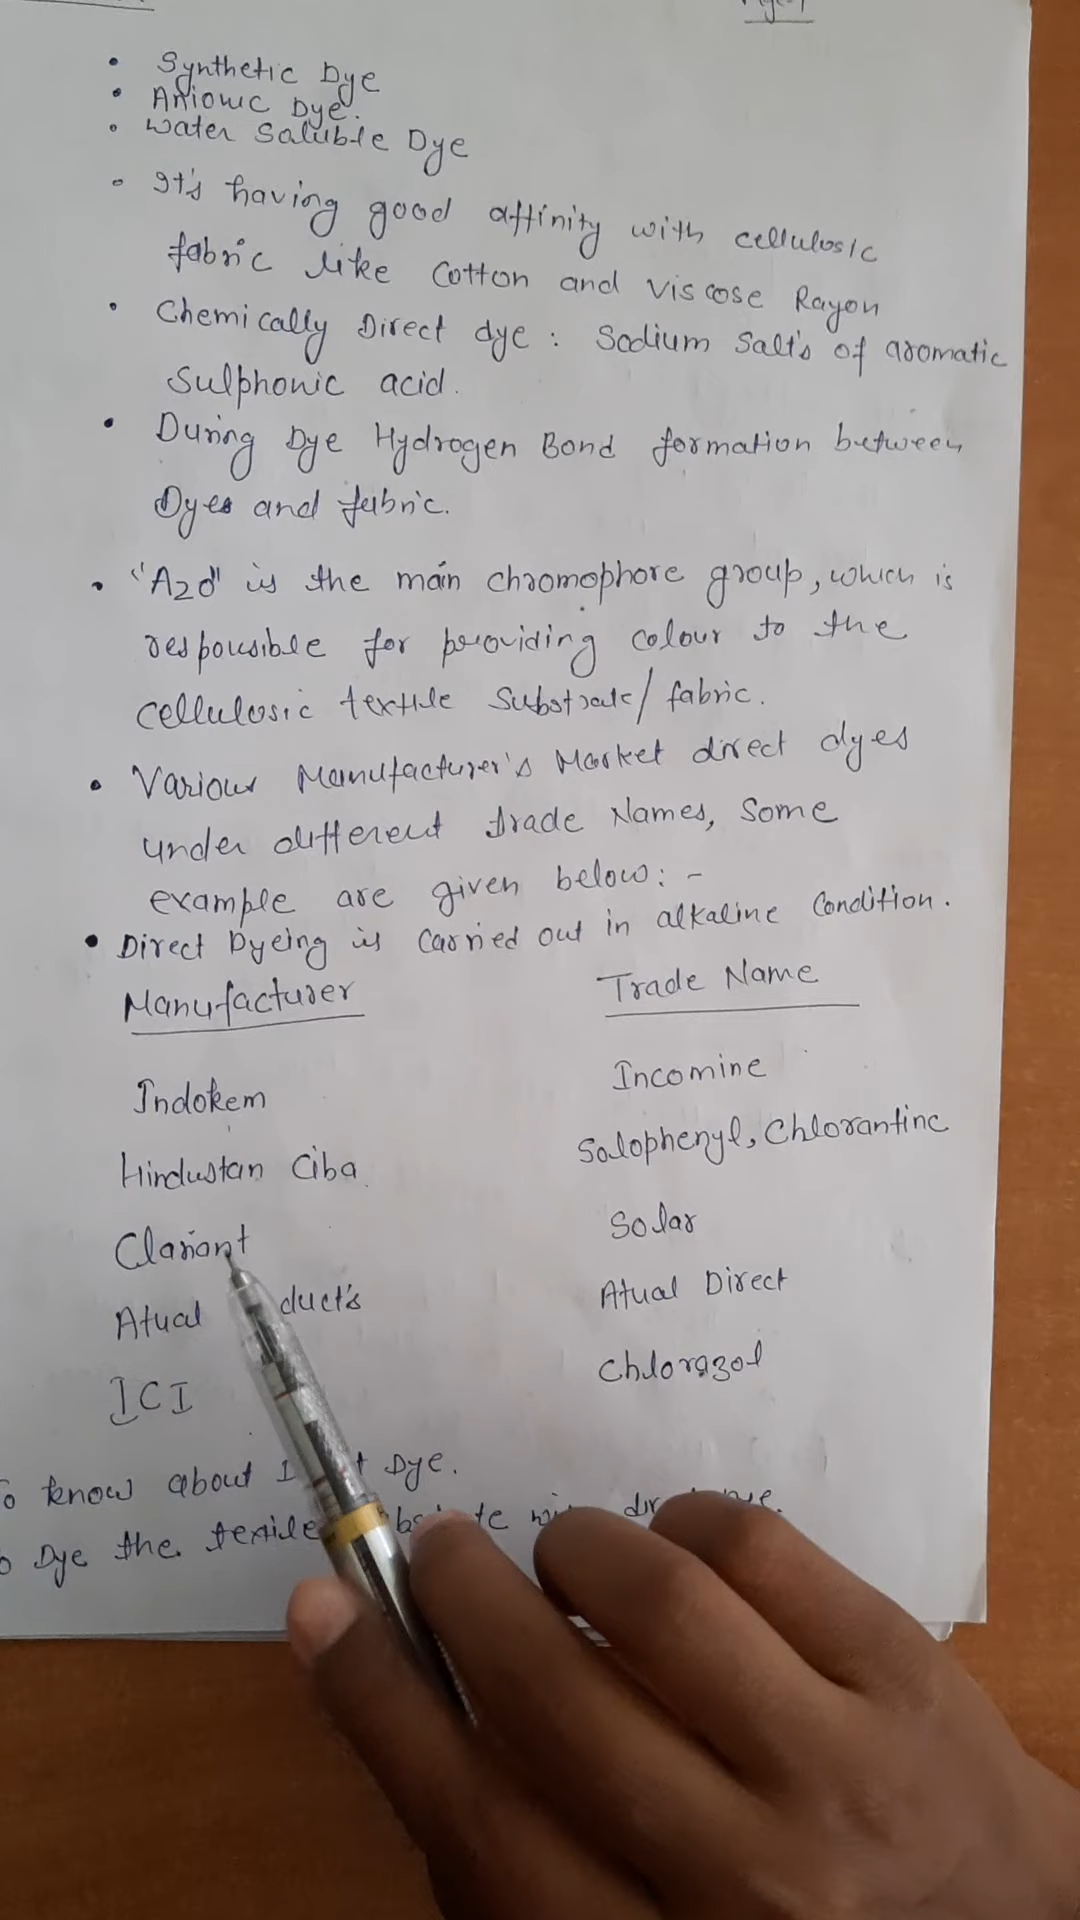 • Synthetic Dye
• Anionic Dye.
• Water Saluble Dye
• It's having good affinity with cellulosic
fabric like Cotton and Viscose Rayon
• Chemically Direct dye : Sodium Salt's of aromatic
Sulphonic acid.
• During Dye Hydrogen Bond formation between
Dyes and fabric.
• "Azo" is the main chromophore group, which is
responsible for providing colour to the
cellulosic textile Substrate/ fabric.
• Various Manufacturer's Market direct dyes
under different trade Names, Some
example are given below: -
• Direct Dyeing is Carried out in alkaline Condition.
Manufacturer Trade Name
Indokem Incomine
Hindustan Ciba Solophenyl, Chlorantine
Clariant Solar
Atual ducts Atual Direct
ICI Chlorazol
know about Dye.
Dye the textile